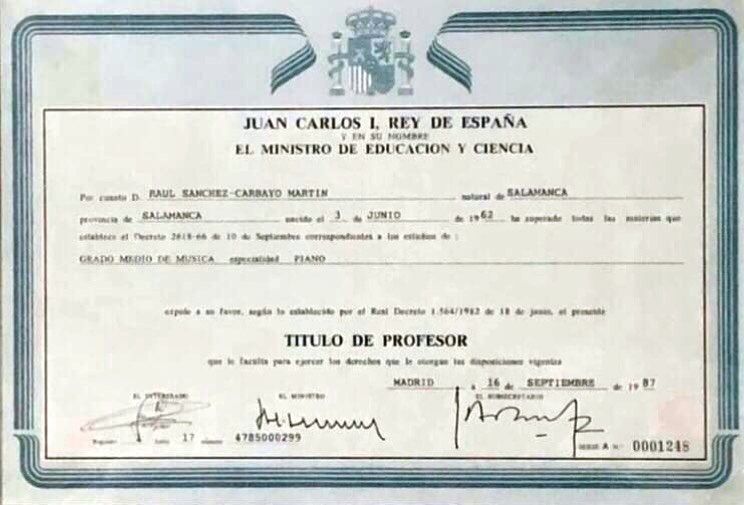 JUAN CARLOS I, REY DE ESPAÑA
Y EN SU NOMBRE
EL MINISTRO DE EDUCACION Y CIENCIA
Por cuanto D. RAUL SANCHEZ-CARBAYO MARTIN natural de SALAMANCA
provincia de SALAMANCA nacido el 3 de JUNIO de 1962 ha superado todas las materias que
establece el Decreto 2618-66 de 10 de Septiembre correspondientes a los estudios de :
GRADO MEDIO DE MUSICA especialidad PIANO
expide a su favor, según lo establecido por el Real Decreto 1.564/1982 de 18 de junio, el presente
TITULO DE PROFESOR
que le faculta para ejercer los derechos que le otorgan las disposiciones vigentes
MADRID a 16 de SEPTIEMBRE de 1987
EL INTERESADO EL MINISTRO EL SUBSECRETARIO
17 número 4785000299
SERIE A N.º 0001248